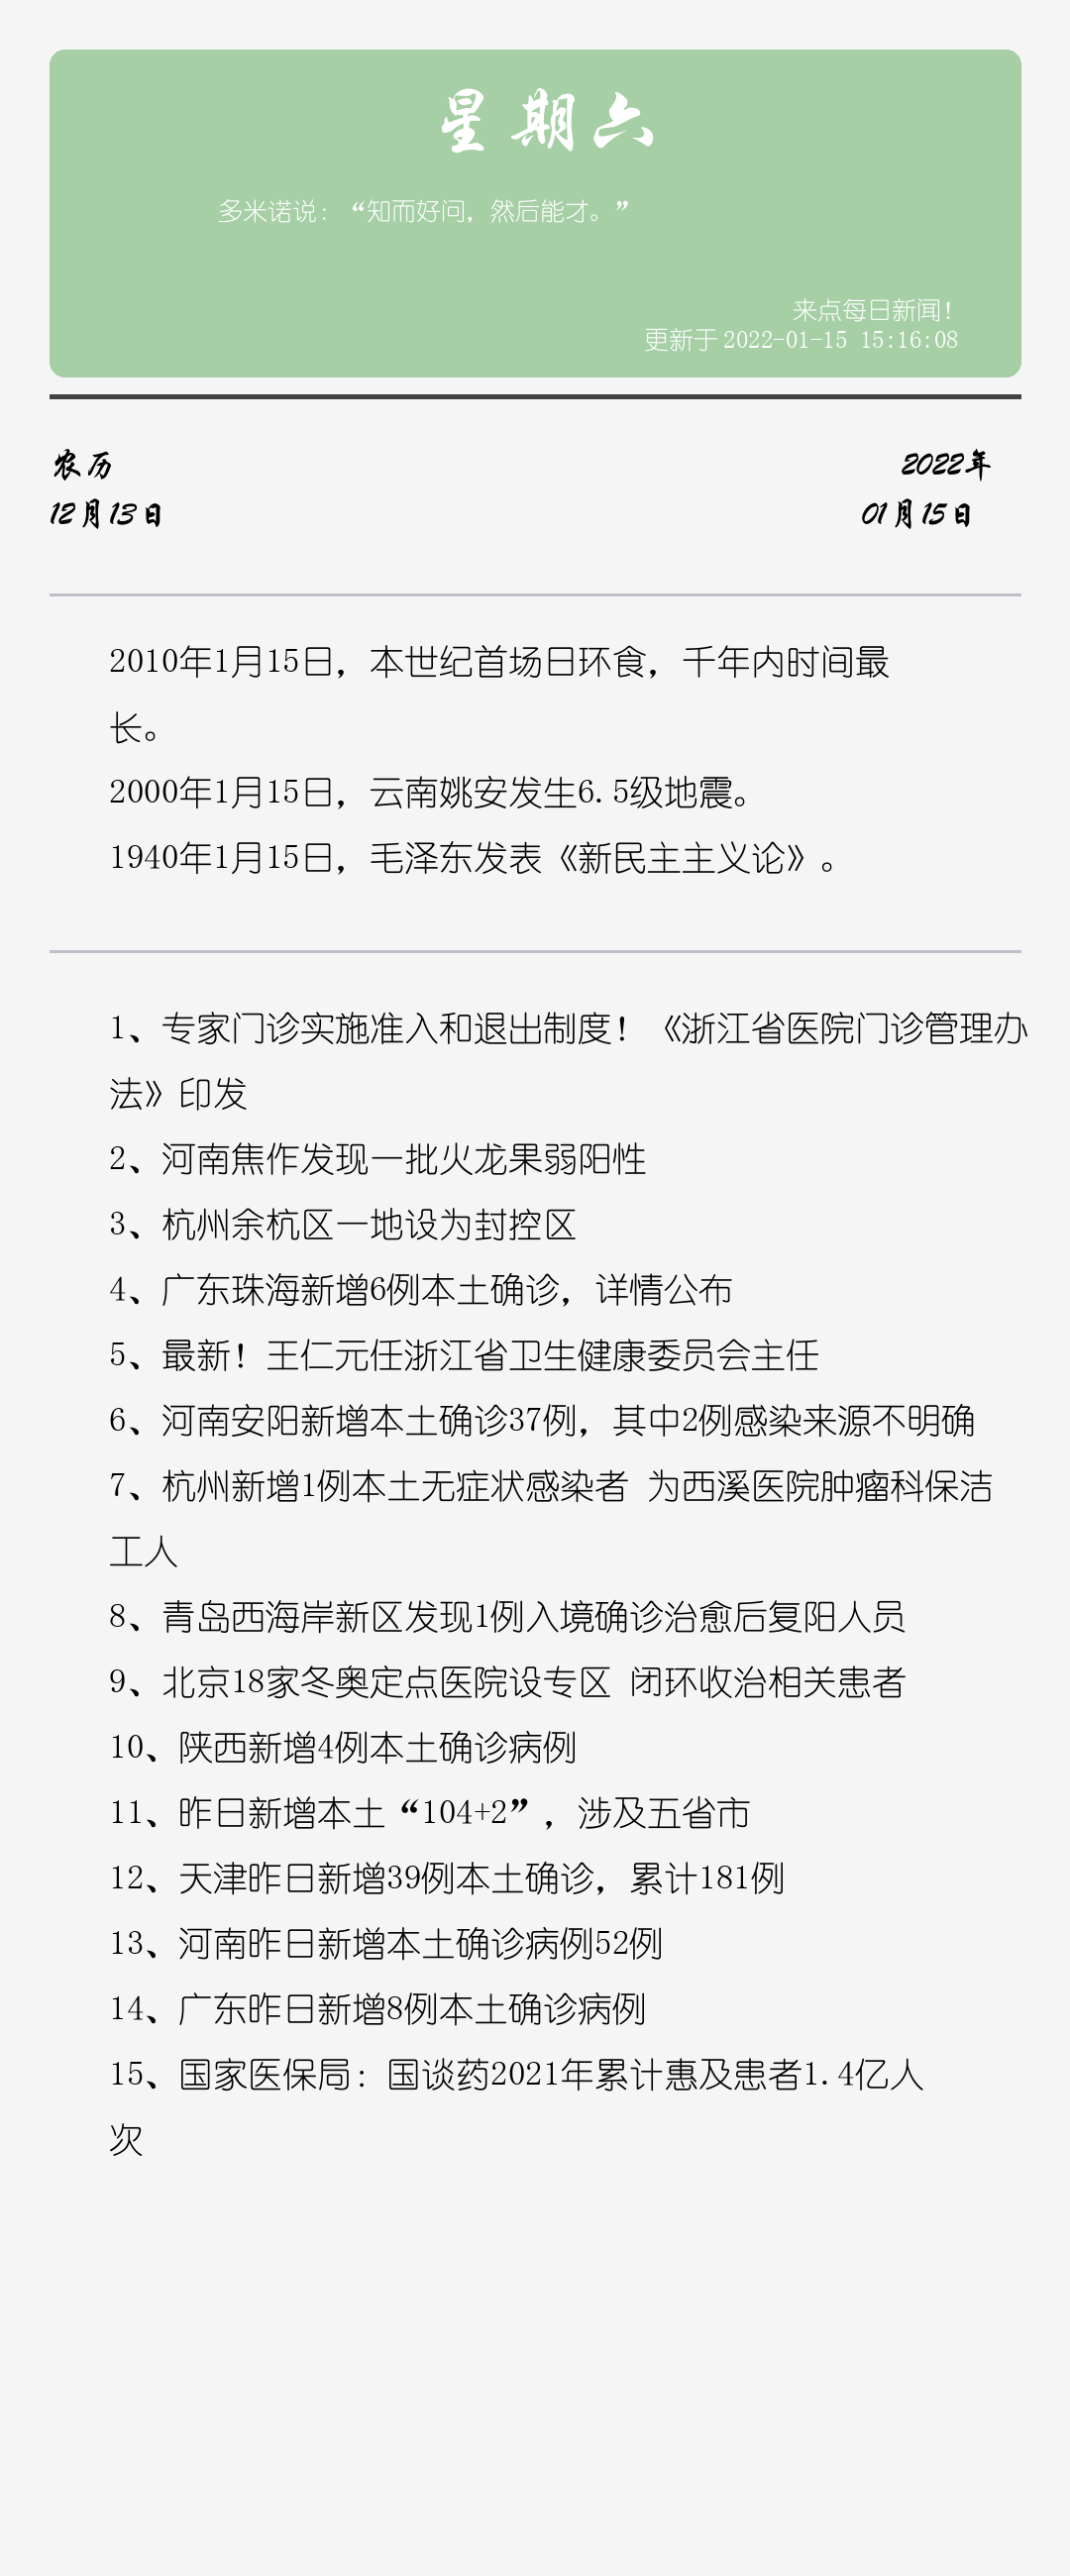 星期六
多米诺说：“知而好问，然后能才。”
来点每日新闻！
更新于2022-01-15 15:16:08
农历
2022年
12月13日
01月15日
2010年1月15日，本世纪首场日环食，千年内时间最
长。
2000年1月15日，云南姚安发生6.5级地震。
1940年1月15日，毛泽东发表《新民主主义论》。
1、专家门诊实施准入和退出制度！《浙江省医院门诊管理办
法》印发
2、河南焦作发现一批火龙果弱阳性
3、杭州余杭区一地设为封控区
4、广东珠海新增6例本土确诊，详情公布
5、最新！王仁元任浙江省卫生健康委员会主任
6、河南安阳新增本土确诊37例，其中2例感染来源不明确
7、杭州新增1例本土无症状感染者 为西溪医院肿瘤科保洁
工人
8、青岛西海岸新区发现1例入境确诊治愈后复阳人员
9、北京18家冬奥定点医院设专区 闭环收治相关患者
10、陕西新增4例本土确诊病例
11、昨日新增本土“104+2”，涉及五省市
12、天津昨日新增39例本土确诊，累计181例
13、河南昨日新增本土确诊病例52例
14、广东昨日新增8例本土确诊病例
15、国家医保局：国谈药2021年累计惠及患者1.4亿人
次